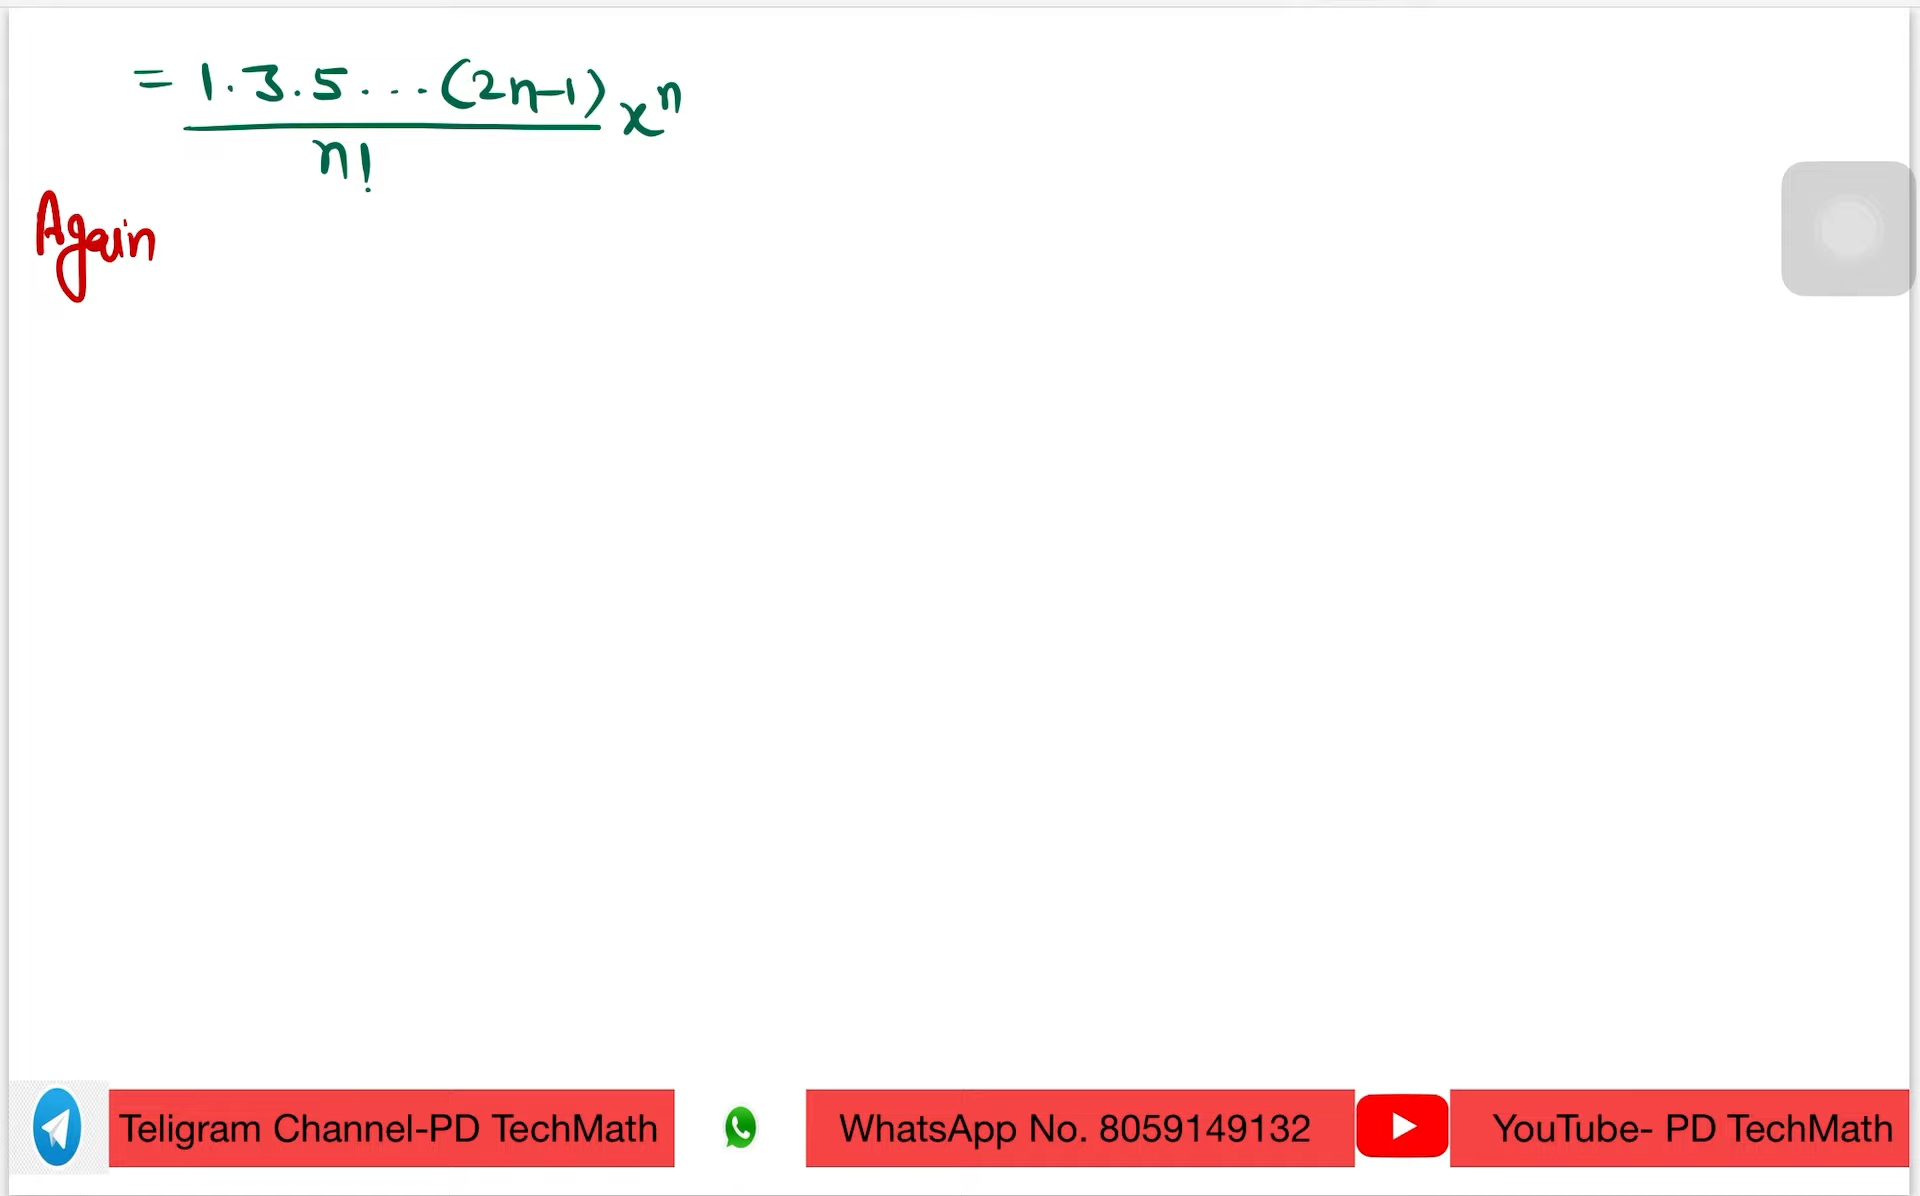 = 1.3.5...(2n-1) x^n
n!
Again
Teligram Channel-PD TechMath
WhatsApp No. 8059149132
YouTube- PD TechMath